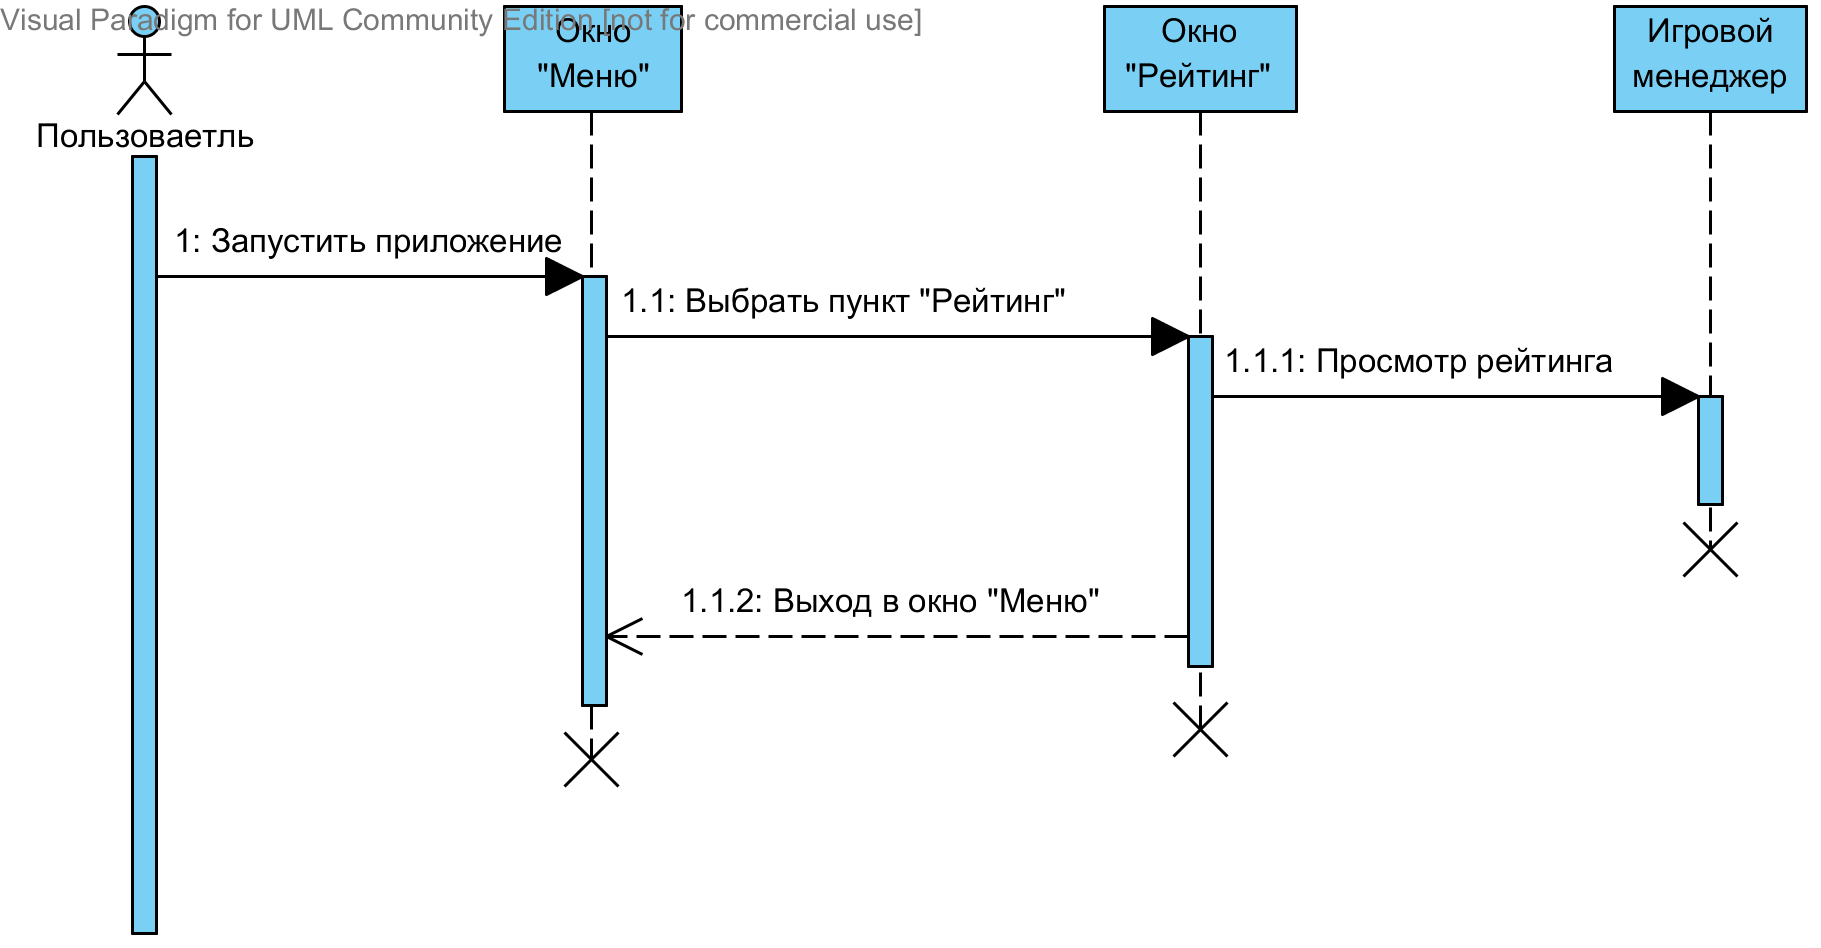 Visual Paradigm for UML Community Edition [not for commercial use]
Окно
"Меню"
Окно
"Рейтинг"
Игровой
менеджер
Пользоваетль
1: Запустить приложение
1.1: Выбрать пункт "Рейтинг"
1.1.1: Просмотр рейтинга
1.1.2: Выход в окно "Меню"